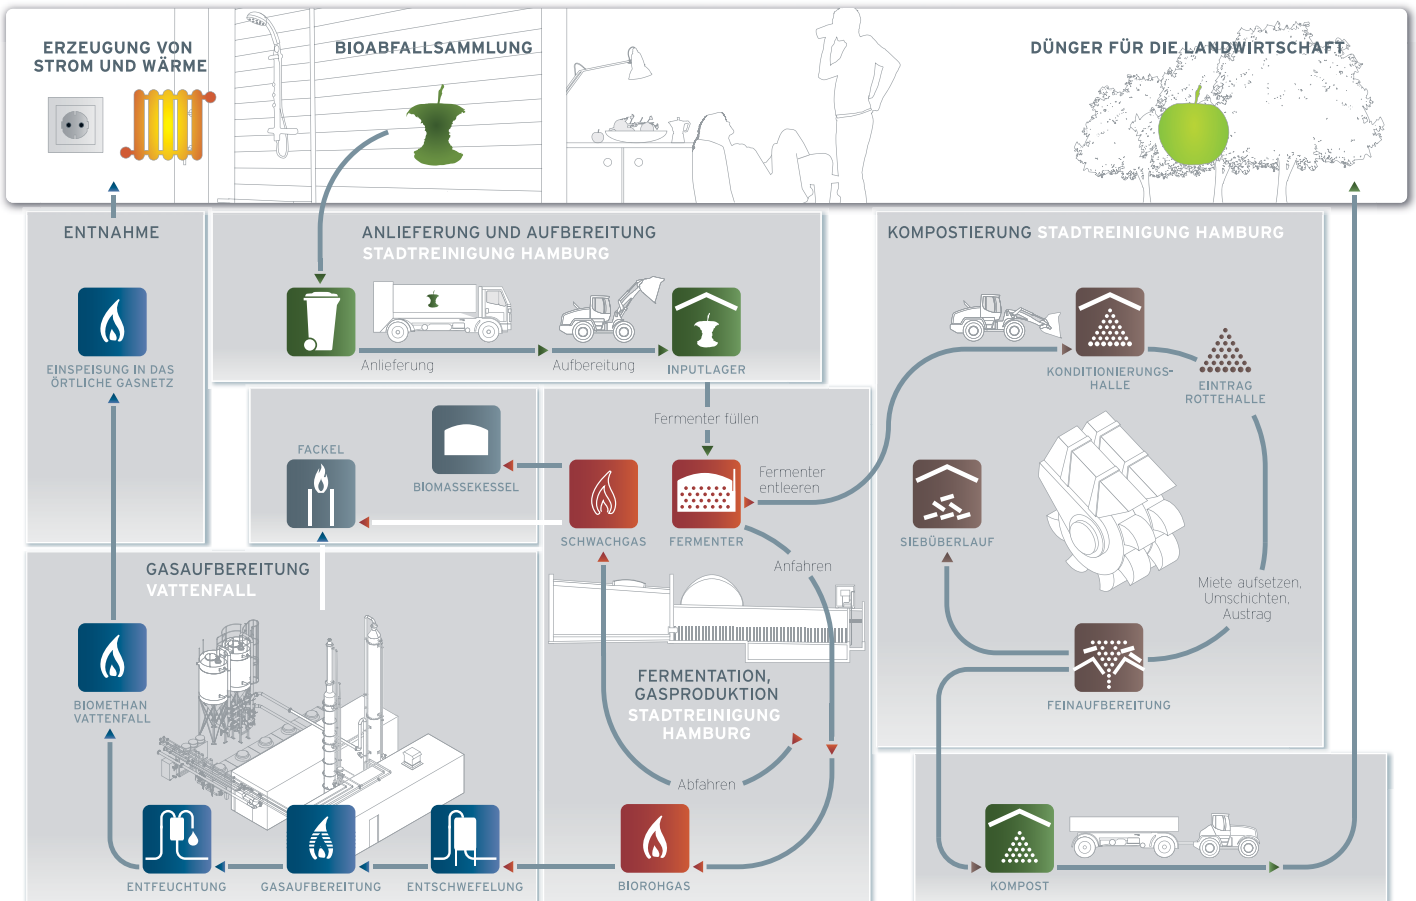 ERZEUGUNG VON
STROM UND WÄRME
BIOABFALLSAMMLUNG
DÜNGER FÜR DIE LANDWIRTSCHAFT
ENTNAHME
EINSPEISUNG IN DAS
ÖRTLICHE GASNETZ
ANLIEFERUNG UND AUFBEREITUNG
STADTREINIGUNG HAMBURG
Anlieferung
Aufbereitung
INPUTLAGER
KOMPOSTIERUNG STADTREINIGUNG HAMBURG
KONDITIONIERUNGS-
HALLE
EINTRAG
ROTTEHALLE
Fermenter füllen
FACKEL
BIOMASSEKESSEL
Fermenter
entleeren
SCHWACHGAS
FERMENTER
Anfahren
SIEBÜBERLAUF
Miete aufsetzen,
Umschichten,
Austrag
FEINAUFBEREITUNG
GASAUFBEREITUNG
VATTENFALL
BIOMETHAN
VATTENFALL
FERMENTATION,
GASPRODUKTION
STADTREINIGUNG
HAMBURG
Abfahren
ENTFEUCHTUNG
GASAUFBEREITUNG
ENTSCHWEFELUNG
BIOROHGAS
KOMPOST